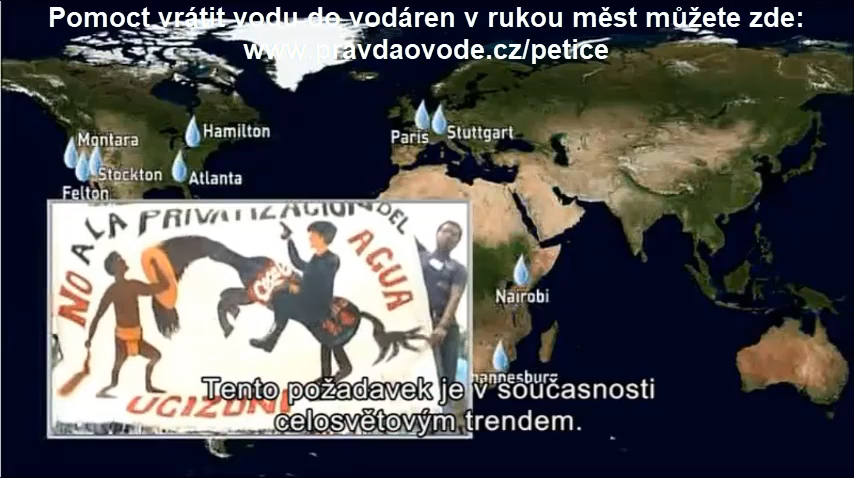 Pomoct vrátit vodu do vodáren v rukou měst můžete zde:
www.pravdaovode.cz/petice
Hamilton
Montara
Paris
Stuttgart
Stockton
Atlanta
Felton
NO A LA PRIVATIZACION DEL AGUA
Nairobi
UCIZONI
Tento požadavek je v současnosti
celosvětovým trendem.